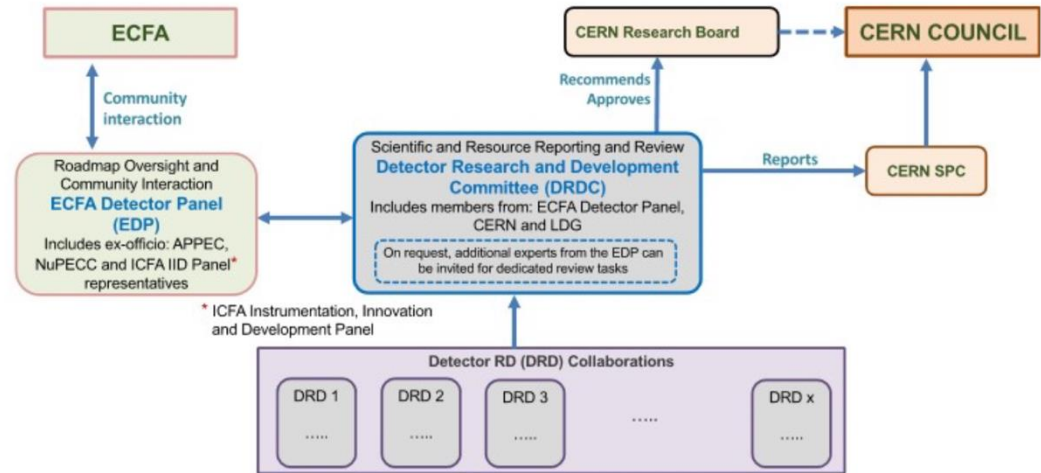 ECFA
CERN Research Board
CERN COUNCIL
Community
interaction
Recommends
Approves
Roadmap Oversight and
Community Interaction
ECFA Detector Panel
(EDP)
Includes ex-officio: APPEC,
NuPECC and ICFA IID Panel*
representatives
Scientific and Resource Reporting and Review
Detector Research and Development
Committee (DRDC)
Includes members from: ECFA Detector Panel,
CERN and LDG
On request, additional experts from the EDP can
be invited for dedicated review tasks
Reports
CERN SPC
* ICFA Instrumentation, Innovation
and Development Panel
Detector RD (DRD) Collaborations
DRD 1
.....
DRD 2
.....
DRD 3
.....
.....
DRD x
.....